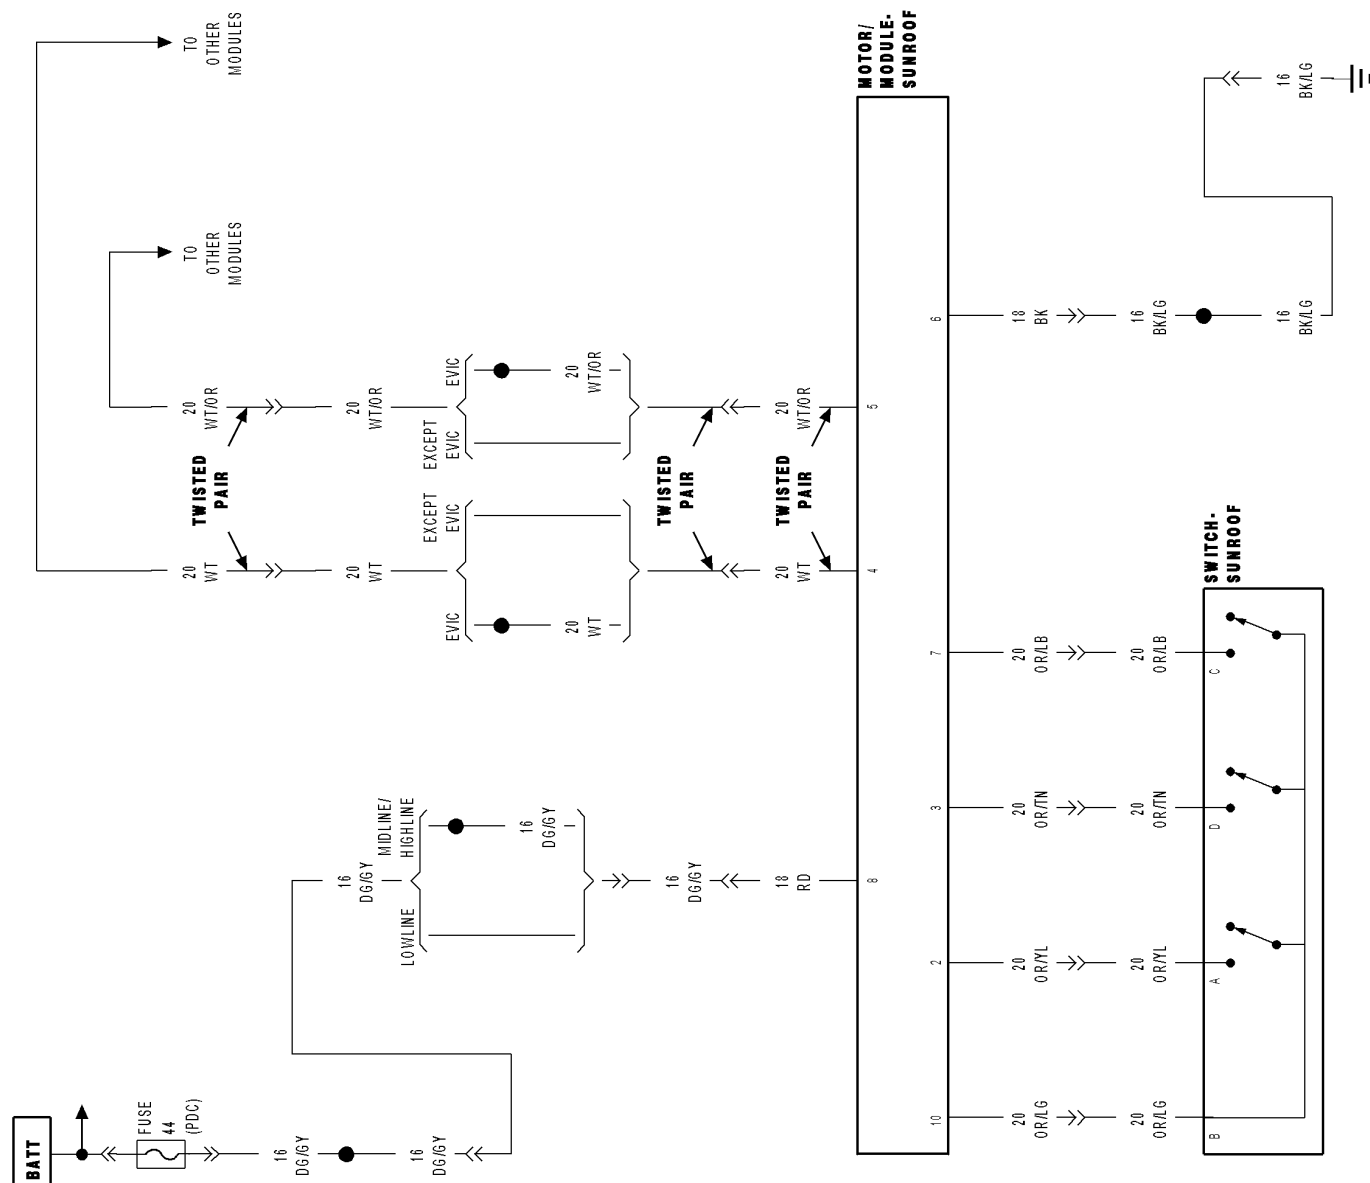 TO
OTHER
MODULES
TO
OTHER
MODULES
MOTOR/
MODULE-
SUNROOF
16
BK/LG
20
WT/OR
20
WT/OR
EXCEPT
EVIC
EVIC
20
WT/OR
20
WT/OR
5
6
18
BK
16
BK/LG
16
BK/LG
TWISTED
PAIR
TWISTED
PAIR
TWISTED
PAIR
20
WT
20
WT
EVIC
EXCEPT
EVIC
20
WT
20
WT
4
SWITCH-
SUNROOF
7
20
OR/LB
20
OR/LB
C
3
20
OR/TN
20
OR/TN
D
16
DG/GY
MIDLINE/
HIGHLINE
LOWLINE
16
DG/GY
16
DG/GY
18
RD
8
2
20
OR/YL
20
OR/YL
A
10
20
OR/LG
20
OR/LG
B
BATT
FUSE
44
(PDC)
16
DG/GY
16
DG/GY